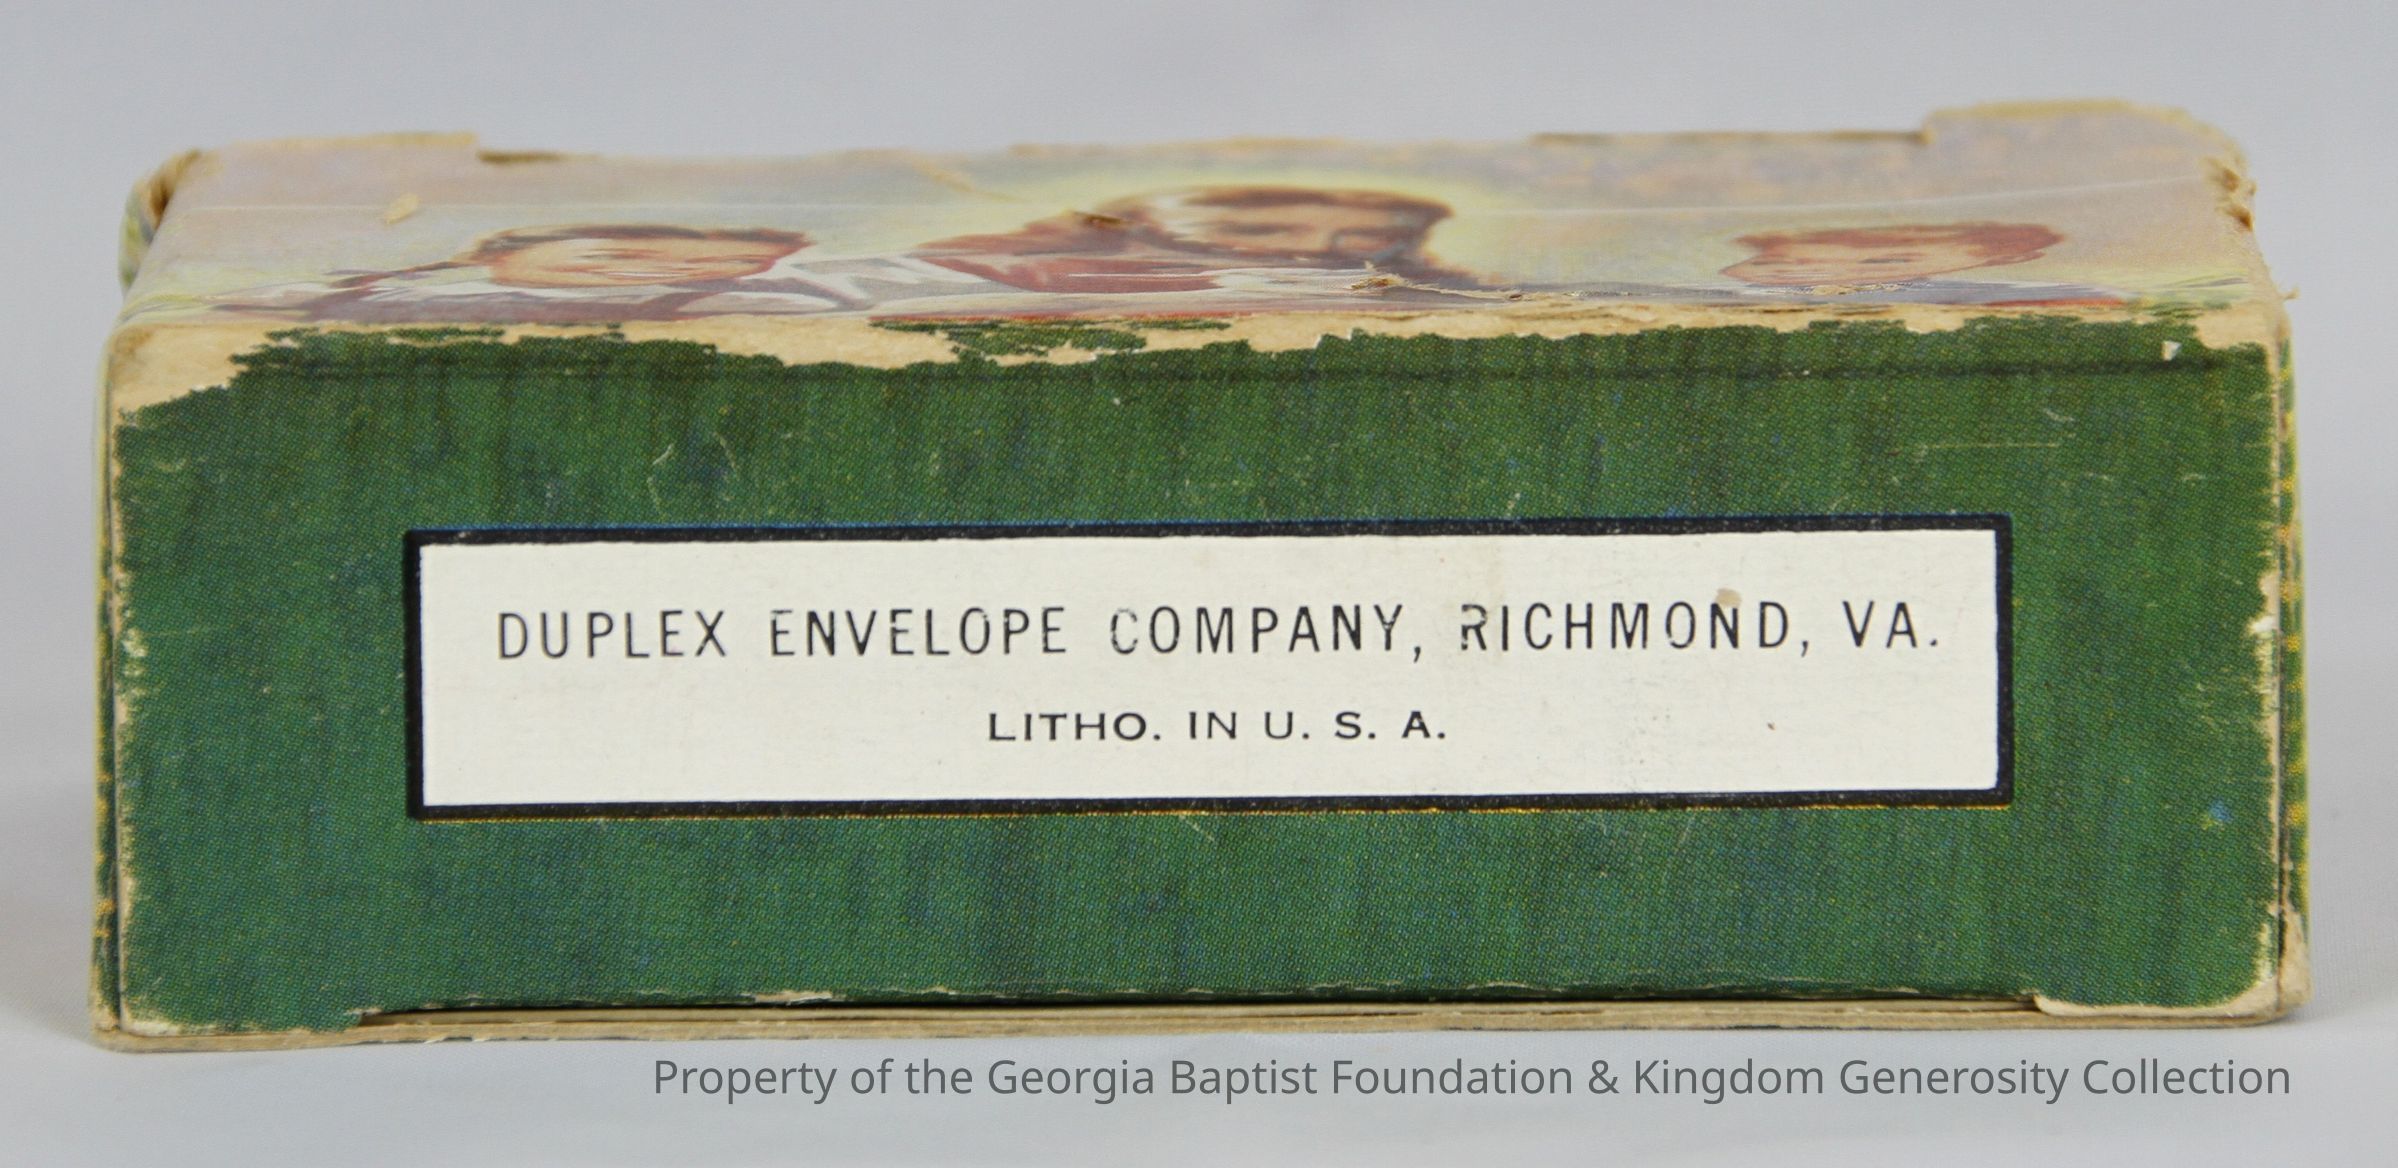 DUPLEX ENVELOPE COMPANY, RICHMOND, VA.
LITHO. IN U. S. A.
Property of the Georgia Baptist Foundation & Kingdom Generosity Collection